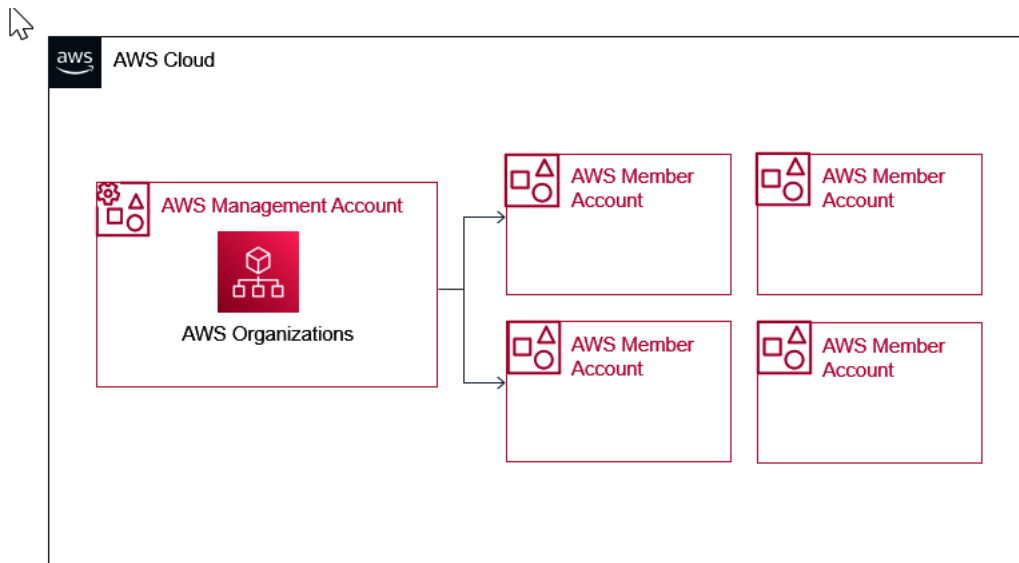 aws
AWS Cloud
AWS Management Account
AWS Organizations
AWS Member
Account
AWS Member
Account
AWS Member
Account
AWS Member
Account